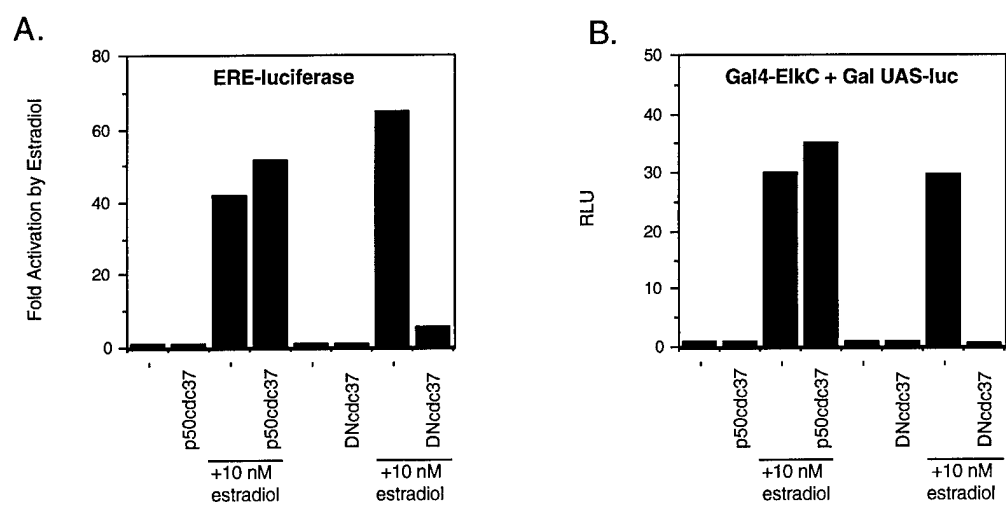 A.
ERE-luciferase
Fold Activation by Estradiol
80
60
40
20
0
-
p50cdc37
-
p50cdc37
-
DNcdc37
-
DNcdc37
+10 nM
estradiol
+10 nM
estradiol
B.
Gal4-ElkC + Gal UAS-luc
RLU
50
40
30
20
10
0
-
p50cdc37
-
p50cdc37
-
DNcdc37
-
DNcdc37
+10 nM
estradiol
+10 nM
estradiol